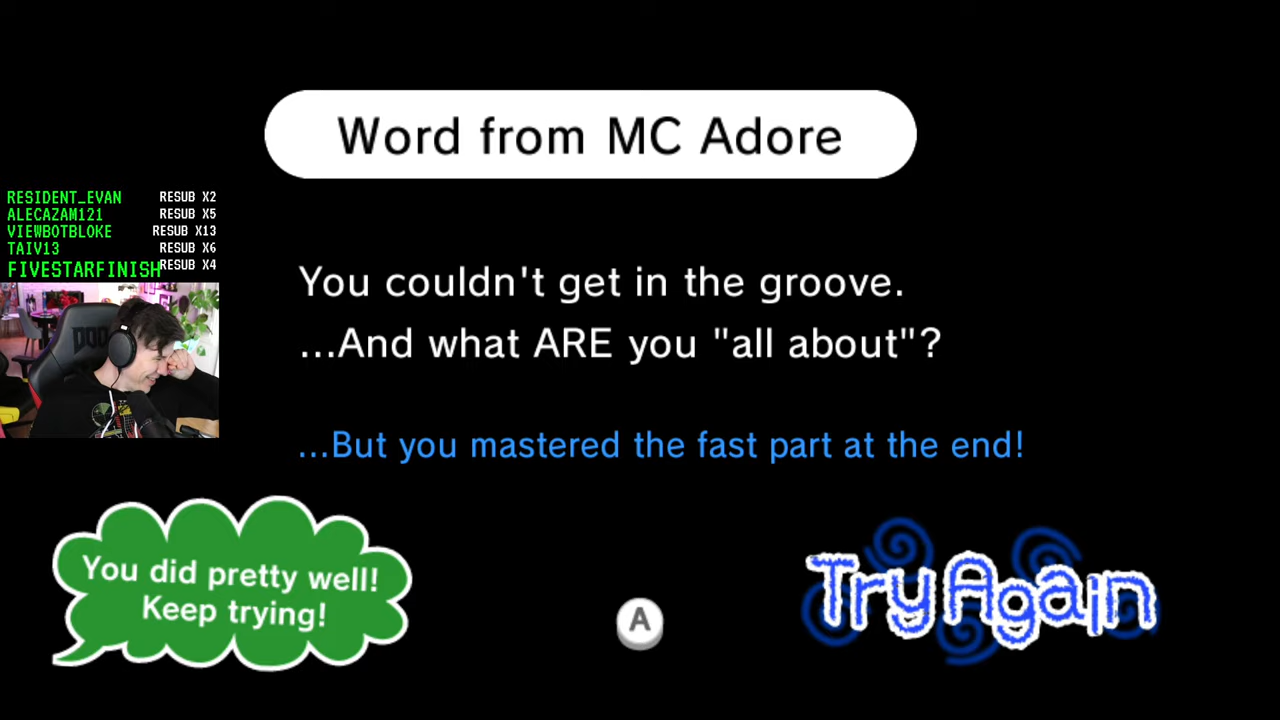 Word from MC Adore
RESIDENT_EVAN RESUB X2
ALECAZAM121 RESUB X5
VIEWBOTBLOKE RESUB X13
TAIV13 RESUB X6
FIVESTARFINISH RESUB X4
You couldn't get in the groove.
...And what ARE you "all about"?
...But you mastered the fast part at the end!
You did pretty well!
Keep trying!
A
Try Again